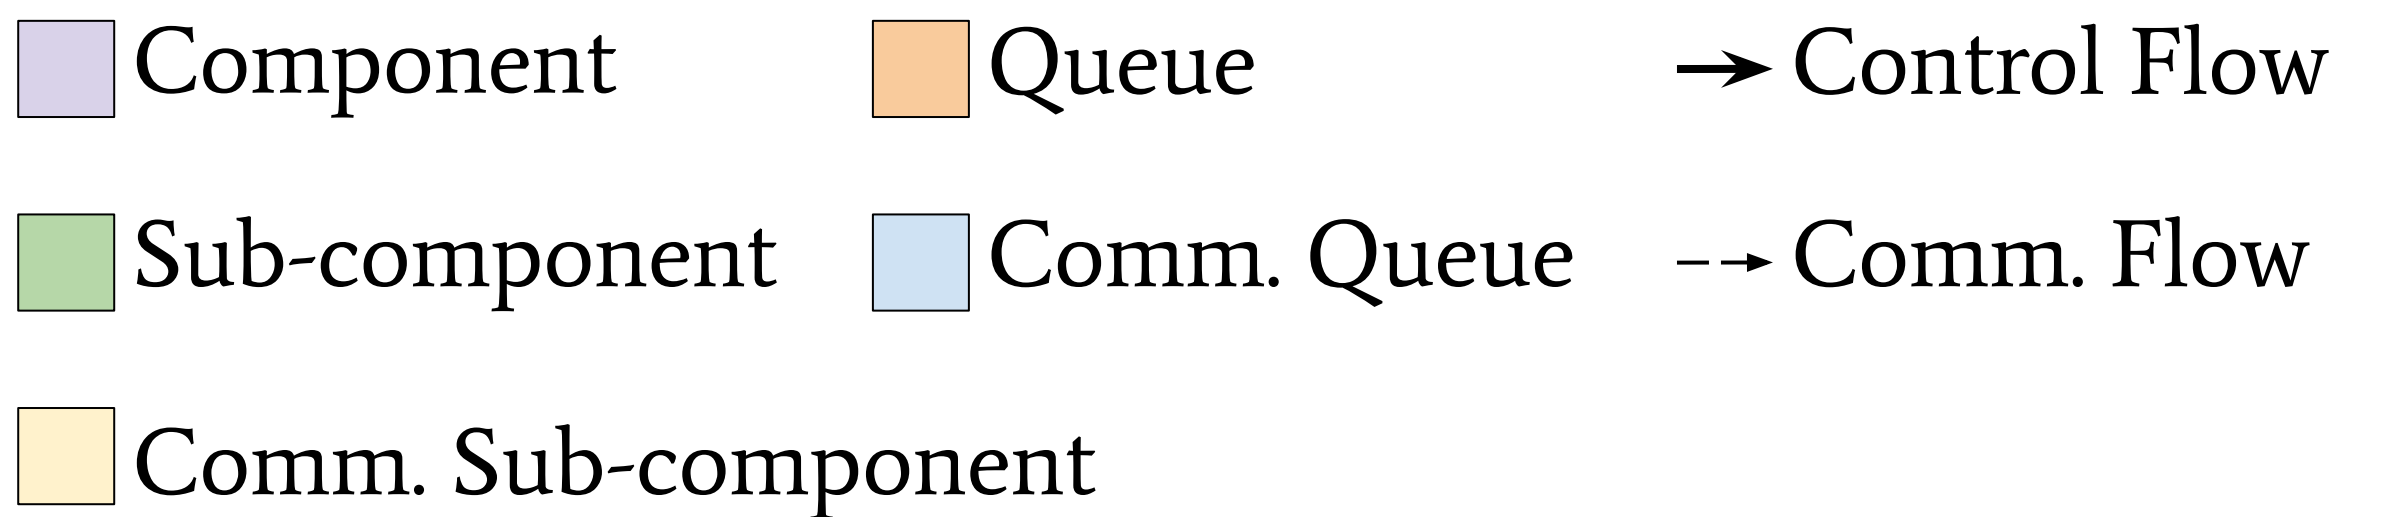 Component
Queue
Control Flow
Sub-component
Comm. Queue
Comm. Flow
Comm. Sub-component